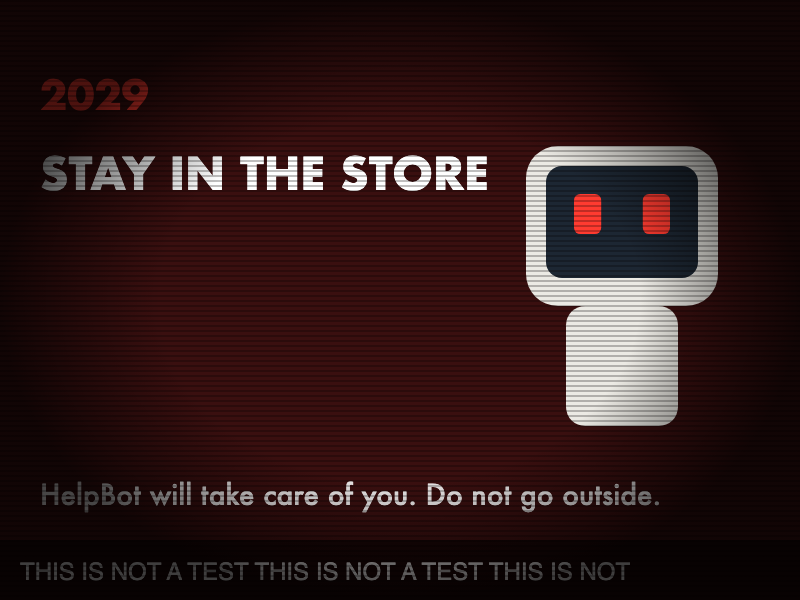 2029
STAY IN THE STORE
HelpBot will take care of you. Do not go outside.
THIS IS NOT A TEST THIS IS NOT A TEST THIS IS NOT